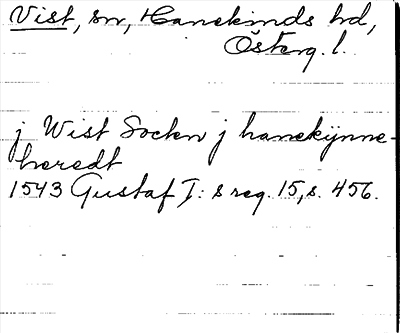 Vist, sn, Hanekinds hd,
Österg. l.
j Wist Socken j hanekijnne-
heredt
1543 Gustaf I: s reg. 15, s. 456.